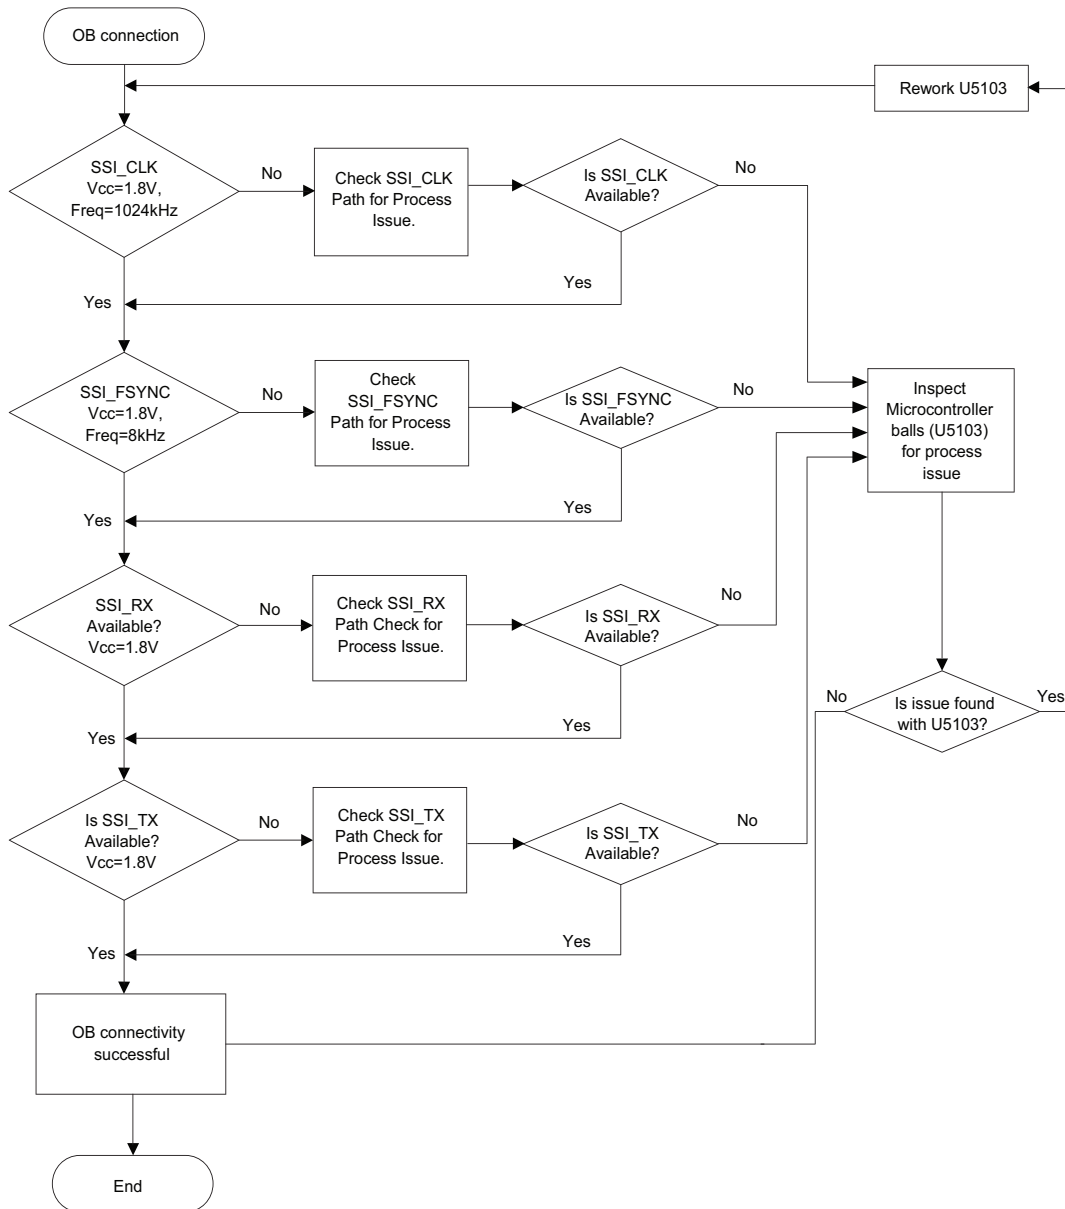 OB connection
Rework U5103
SSI_CLK
Vcc=1.8V,
Freq=1024kHz
No
Check SSI_CLK
Path for Process
Issue.
Is SSI_CLK
Available?
No
Yes
Yes
SSI_FSYNC
Vcc=1.8V,
Freq=8kHz
No
Check
SSI_FSYNC
Path for Process
Issue.
Is SSI_FSYNC
Available?
No
Inspect
Microcontroller
balls (U5103)
for process
issue
Yes
Yes
SSI_RX
Available?
Vcc=1.8V
No
Check SSI_RX
Path Check for
Process Issue.
Is SSI_RX
Available?
No
No
Is issue found
with U5103?
Yes
Yes
Yes
Is SSI_TX
Available?
Vcc=1.8V
No
Check SSI_TX
Path Check for
Process Issue.
Is SSI_TX
Available?
No
Yes
Yes
OB connectivity
successful
End